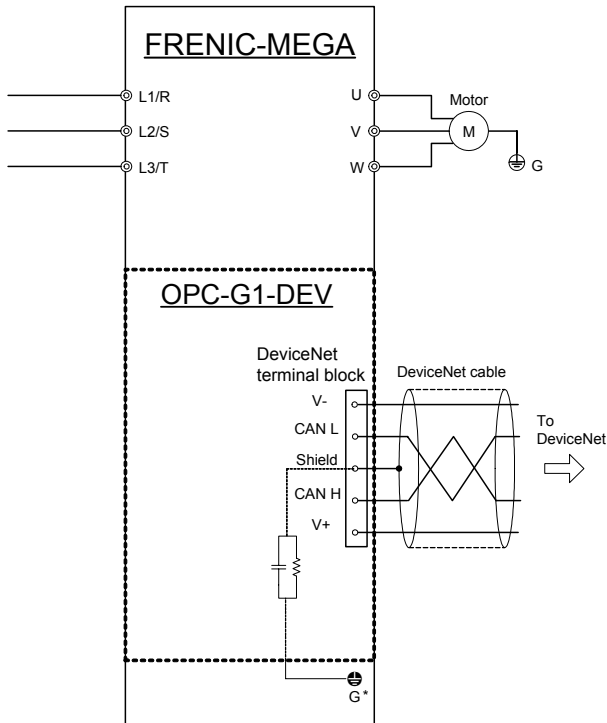 FRENIC-MEGA
L1/R
L2/S
L3/T
U
V
W
Motor
M
G
OPC-G1-DEV
DeviceNet
terminal block
DeviceNet cable
V-
CAN L
Shield
CAN H
V+
To
DeviceNet
G*